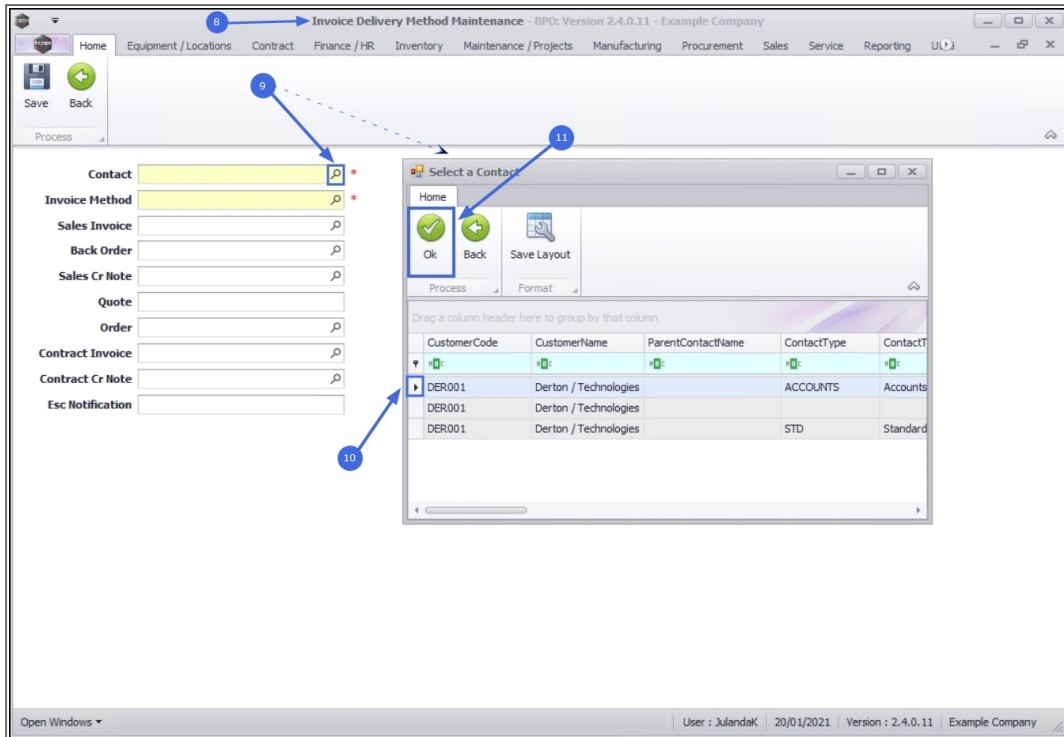 8
Invoice Delivery Method Maintenance - BPO: Version 2.4.0.11 - Example Company
Home Equipment / Locations Contract Finance / HR Inventory Maintenance / Projects Manufacturing Procurement Sales Service Reporting
Save Back
Process
9
11
Contact *
Invoice Method *
Sales Invoice
Back Order
Sales Cr Note
Quote
Order
Contract Invoice
Contract Cr Note
Esc Notification
Select a Contact
Home
Ok Back Save Layout
Process Format
Drag a column header here to group by that column
CustomerCode CustomerName ParentContactName ContactType ContactT
DER001 Derton / Technologies ACCOUNTS Accounts
DER001 Derton / Technologies
DER001 Derton / Technologies STD Standard
10
Open Windows User : JulandaK 20/01/2021 Version : 2.4.0.11 Example Company